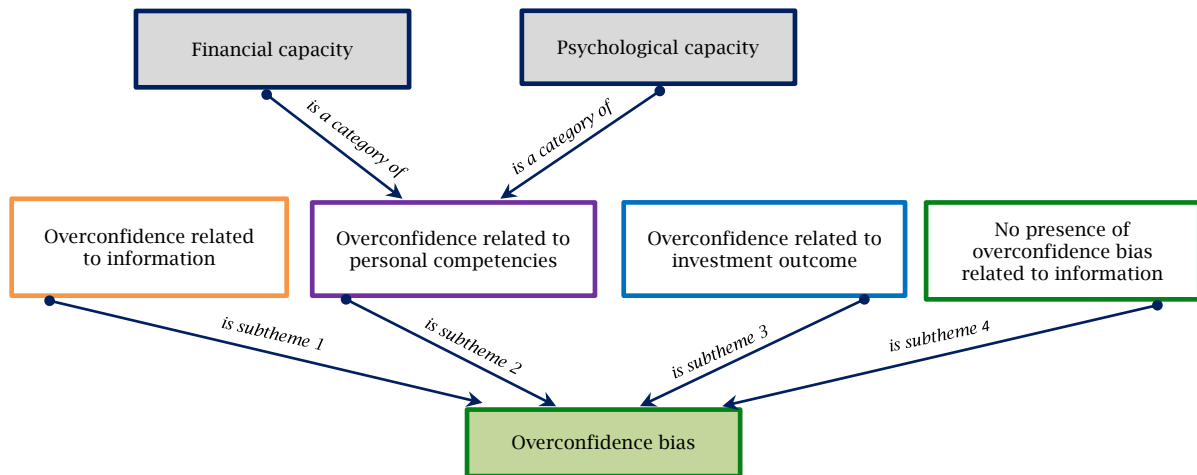 Financial capacity
Psychological capacity
is a category of
is a category of
Overconfidence related
to information
Overconfidence related to
personal competencies
Overconfidence related to
investment outcome
No presence of
overconfidence bias
related to information
is subtheme 1
is subtheme 2
is subtheme 3
is subtheme 4
Overconfidence bias